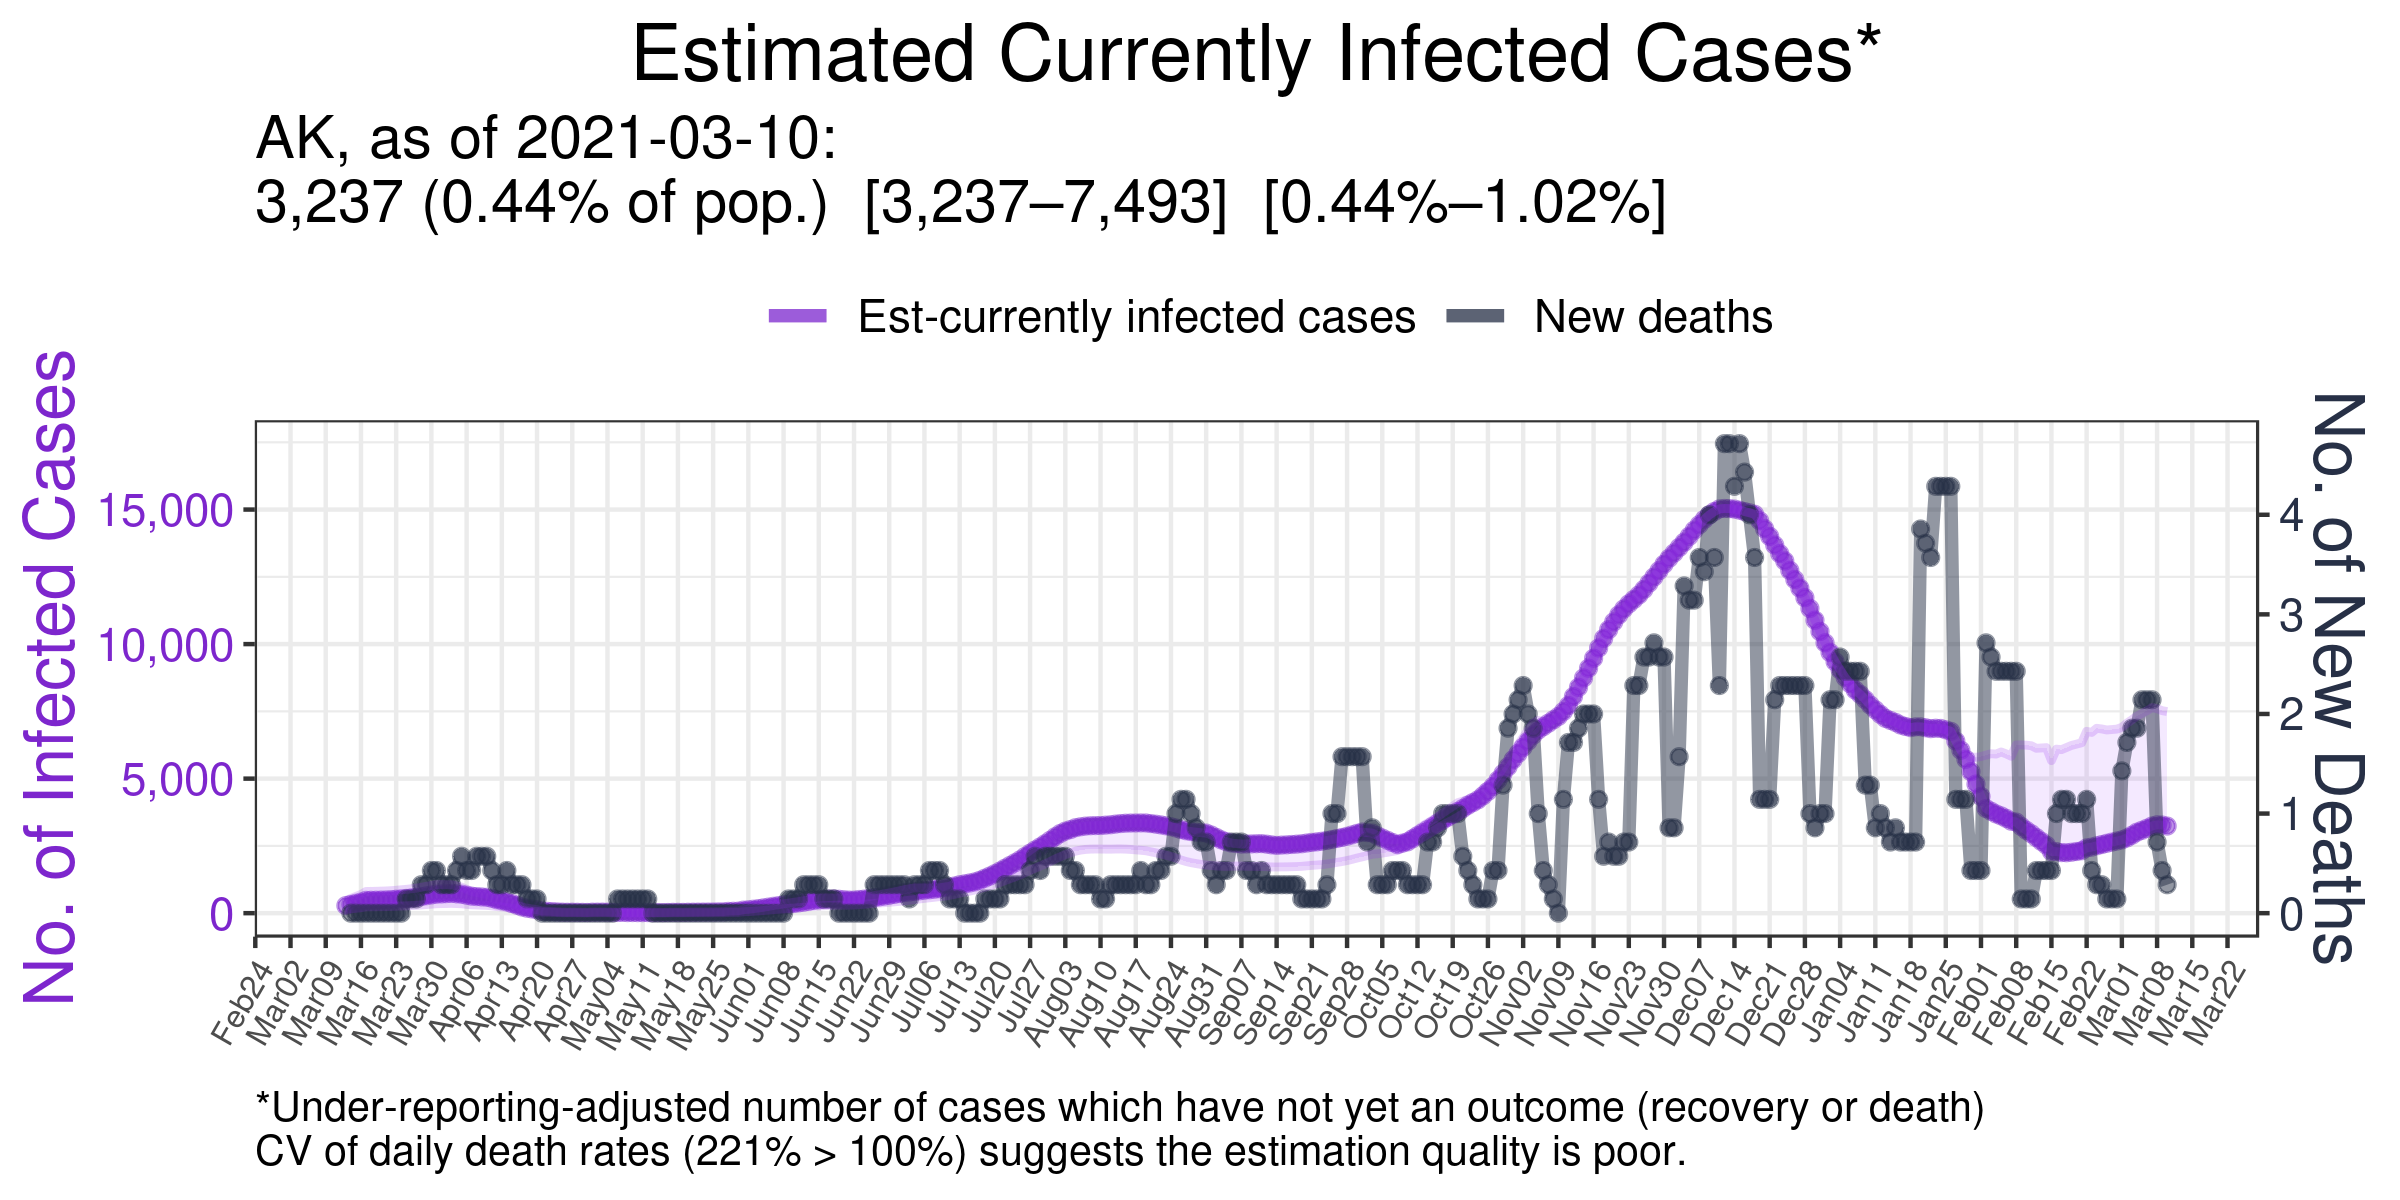 Estimated Currently Infected Cases*
AK, as of 2021-03-10:
3,237 (0.44% of pop.)  [3,237–7,493]  [0.44%–1.02%]
Est-currently infected cases
New deaths
No. of Infected Cases
15,000
10,000
5,000
0
4
3
2
1
0
No. of New Deaths
Feb24
Mar02
Mar09
Mar16
Mar23
Mar30
Apr06
Apr13
Apr20
Apr27
May04
May11
May18
May25
Jun01
Jun08
Jun15
Jun22
Jun29
Jul06
Jul13
Jul20
Jul27
Aug03
Aug10
Aug17
Aug24
Aug31
Sep07
Sep14
Sep21
Sep28
Oct05
Oct12
Oct19
Oct26
Nov02
Nov09
Nov16
Nov23
Nov30
Dec07
Dec14
Dec21
Dec28
Jan04
Jan11
Jan18
Jan25
Feb01
Feb08
Feb15
Feb22
Mar01
Mar08
Mar15
Mar22
*Under-reporting-adjusted number of cases which have not yet an outcome (recovery or death)
CV of daily death rates (221% > 100%) suggests the estimation quality is poor.